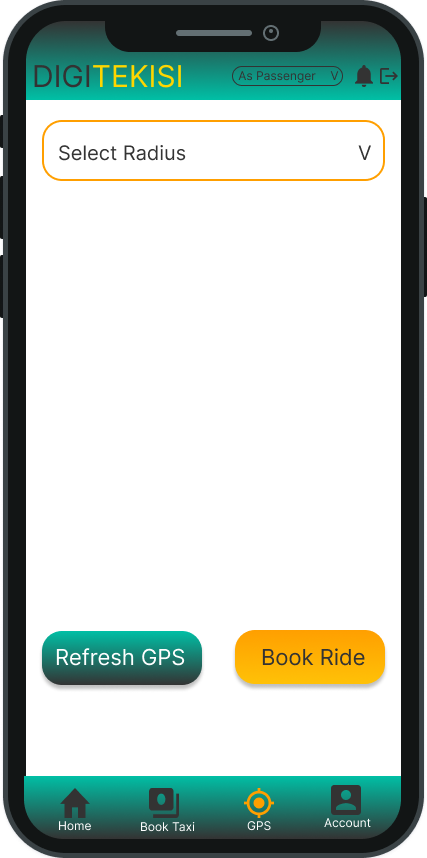 DIGITEKISI
As Passenger V
Select Radius V
Refresh GPS Book Ride
Home Book Taxi GPS Account